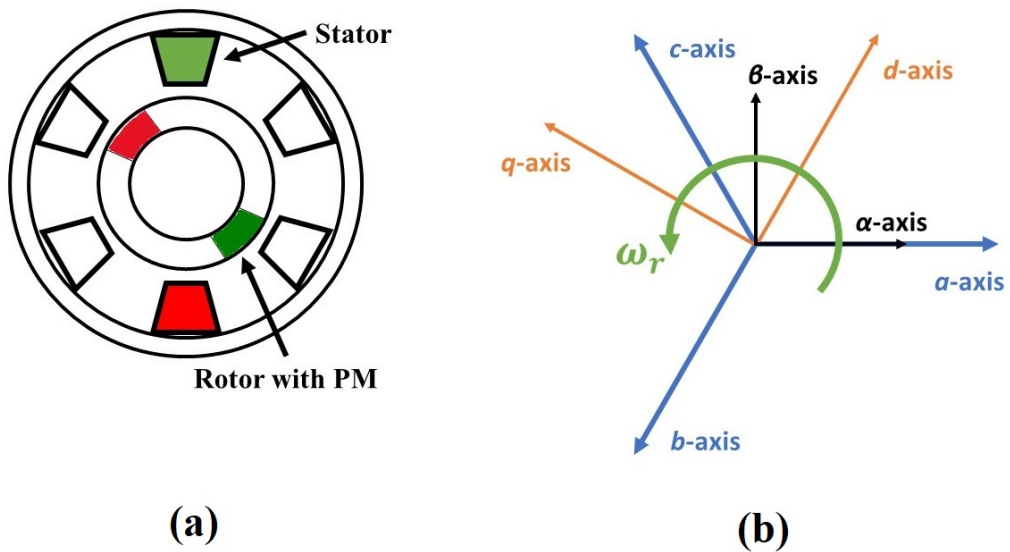 Stator
Rotor with PM
(a)
c-axis
β-axis
d-axis
q-axis
α-axis
ωᵣ
a-axis
b-axis
(b)